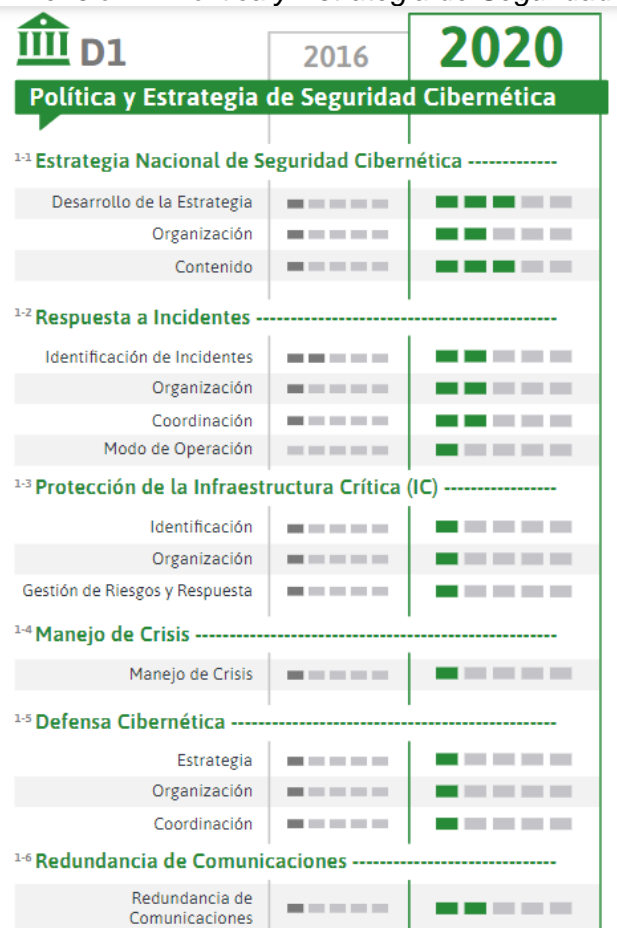 D1
2016
2020
Política y Estrategia de Seguridad Cibernética
1-1 Estrategia Nacional de Seguridad Cibernética -------------
Desarrollo de la Estrategia
Organización
Contenido
1-2 Respuesta a Incidentes --------------------------------------------
Identificación de Incidentes
Organización
Coordinación
Modo de Operación
1-3 Protección de la Infraestructura Crítica (IC) -----------------
Identificación
Organización
Gestión de Riesgos y Respuesta
1-4 Manejo de Crisis -----------------------------------------------------
Manejo de Crisis
1-5 Defensa Cibernética ------------------------------------------------
Estrategia
Organización
Coordinación
1-6 Redundancia de Comunicaciones ------------------------------
Redundancia de
Comunicaciones